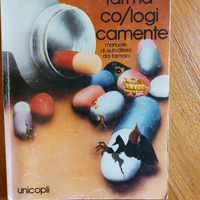 farma
co/logi
camente
manuale
di autodifesa
dai farmaci
unicopli